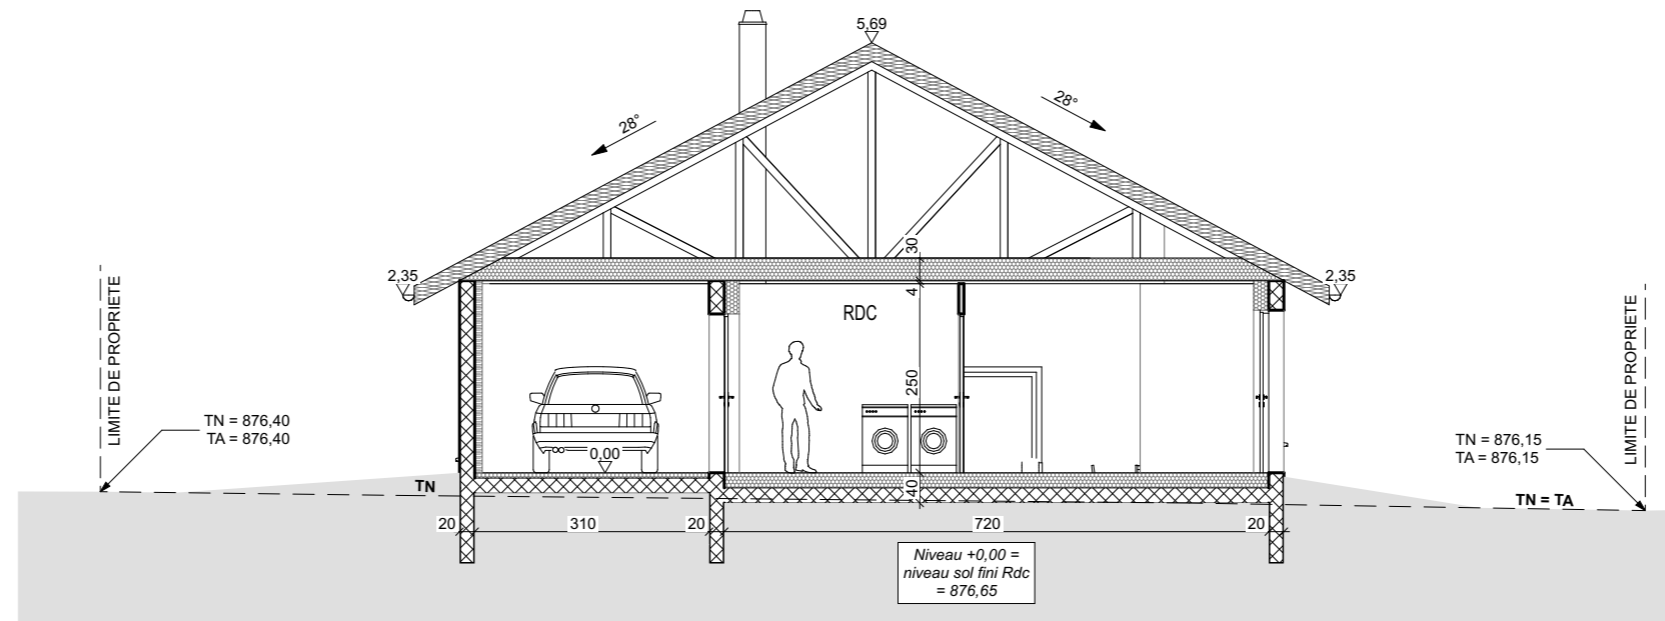 5,69
28°
28°
30
2,35
2,35
4
RDC
LIMITE DE PROPRIETE
LIMITE DE PROPRIETE
250
TN = 876,40
TA = 876,40
TN = 876,15
TA = 876,15
0,00
TN
40
TN = TA
20
310
20
720
20
Niveau +0,00 =
niveau sol fini Rdc
= 876,65